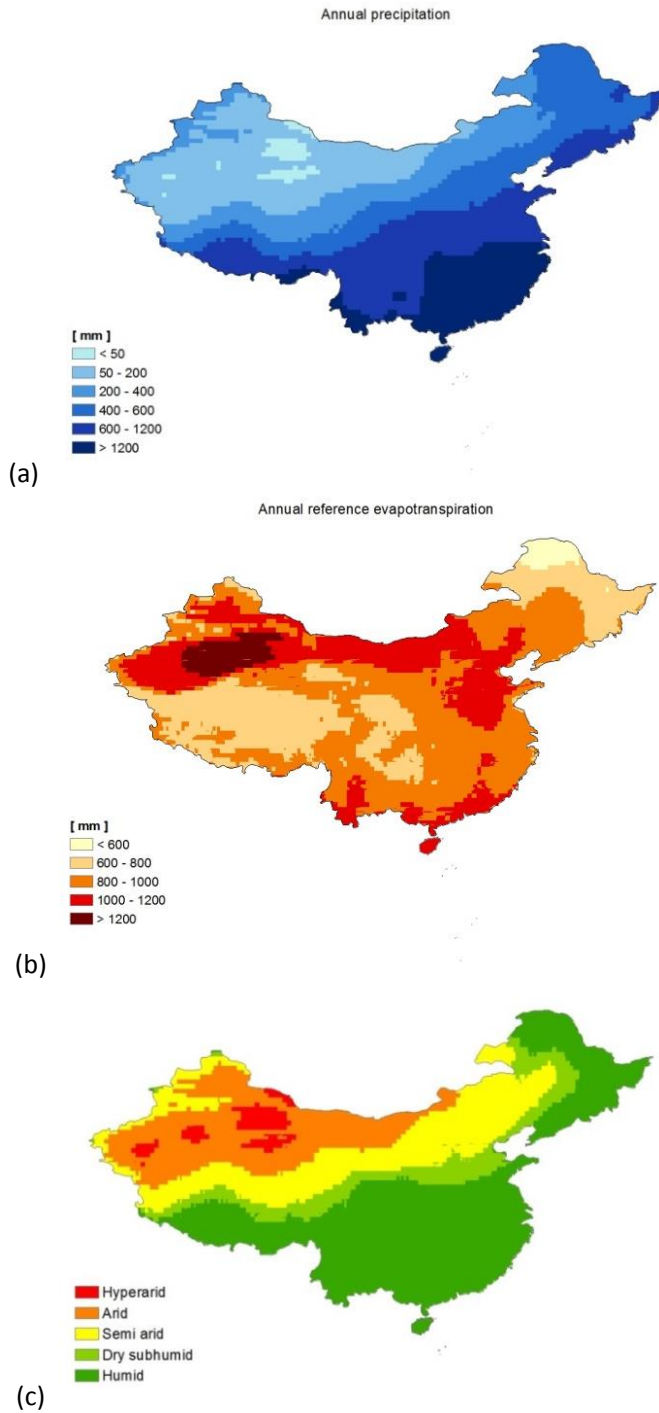 Annual precipitation
[ mm ]
< 50
50 - 200
200 - 400
400 - 600
600 - 1200
> 1200
(a)
Annual reference evapotranspiration
[ mm ]
< 600
600 - 800
800 - 1000
1000 - 1200
> 1200
(b)
Hyperarid
Arid
Semi arid
Dry subhumid
Humid
(c)